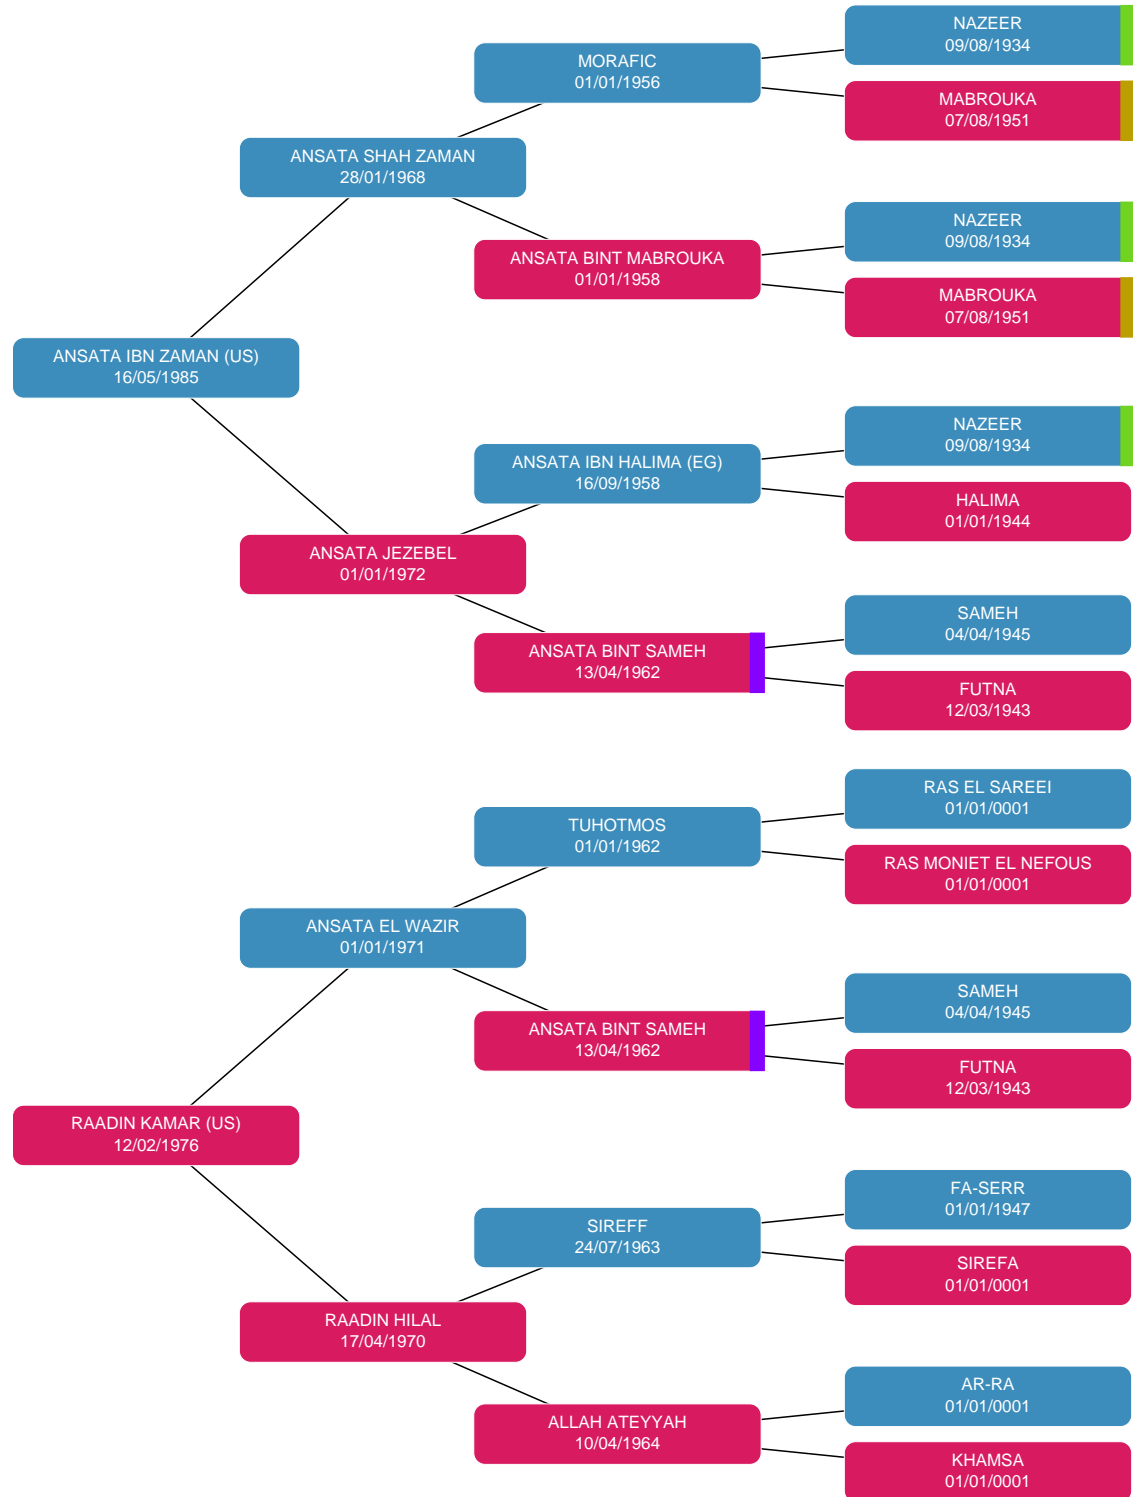 NAZEER
09/08/1934
MORAFIC
01/01/1956
MABROUKA
07/08/1951
ANSATA SHAH ZAMAN
28/01/1968
NAZEER
09/08/1934
ANSATA BINT MABROUKA
01/01/1958
MABROUKA
07/08/1951
ANSATA IBN ZAMAN (US)
16/05/1985
NAZEER
09/08/1934
ANSATA IBN HALIMA (EG)
16/09/1958
HALIMA
01/01/1944
ANSATA JEZEBEL
01/01/1972
SAMEH
04/04/1945
ANSATA BINT SAMEH
13/04/1962
FUTNA
12/03/1943
RAS EL SAREEI
01/01/0001
TUHOTMOS
01/01/1962
RAS MONIET EL NEFOUS
01/01/0001
ANSATA EL WAZIR
01/01/1971
SAMEH
04/04/1945
ANSATA BINT SAMEH
13/04/1962
FUTNA
12/03/1943
RAADIN KAMAR (US)
12/02/1976
FA-SERR
01/01/1947
SIREFF
24/07/1963
SIREFA
01/01/0001
RAADIN HILAL
17/04/1970
AR-RA
01/01/0001
ALLAH ATEYYAH
10/04/1964
KHAMSA
01/01/0001